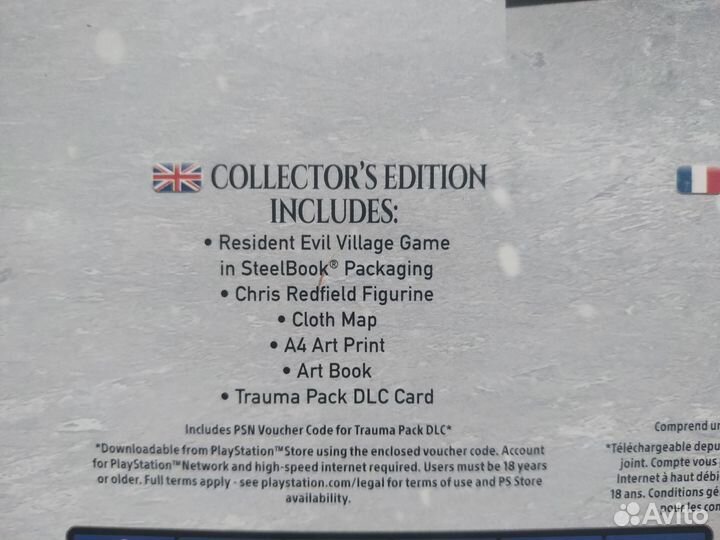 COLLECTOR'S EDITION
INCLUDES:
• Resident Evil Village Game
in SteelBook® Packaging
• Chris Redfield Figurine
• Cloth Map
• A4 Art Print
• Art Book
• Trauma Pack DLC Card
Includes PSN Voucher Code for Trauma Pack DLC*
*Downloadable from PlayStation™Store using the enclosed voucher code. Account
for PlayStation™Network and high-speed internet required. Users must be 18 years
or older. Full terms apply - see playstation.com/legal for terms of use and PS Store
availability.
Comprend un
*Téléchargeable depu
joint. Compte vous
Internet à haut débi
18 ans. Conditions gé
pour les con
Avito